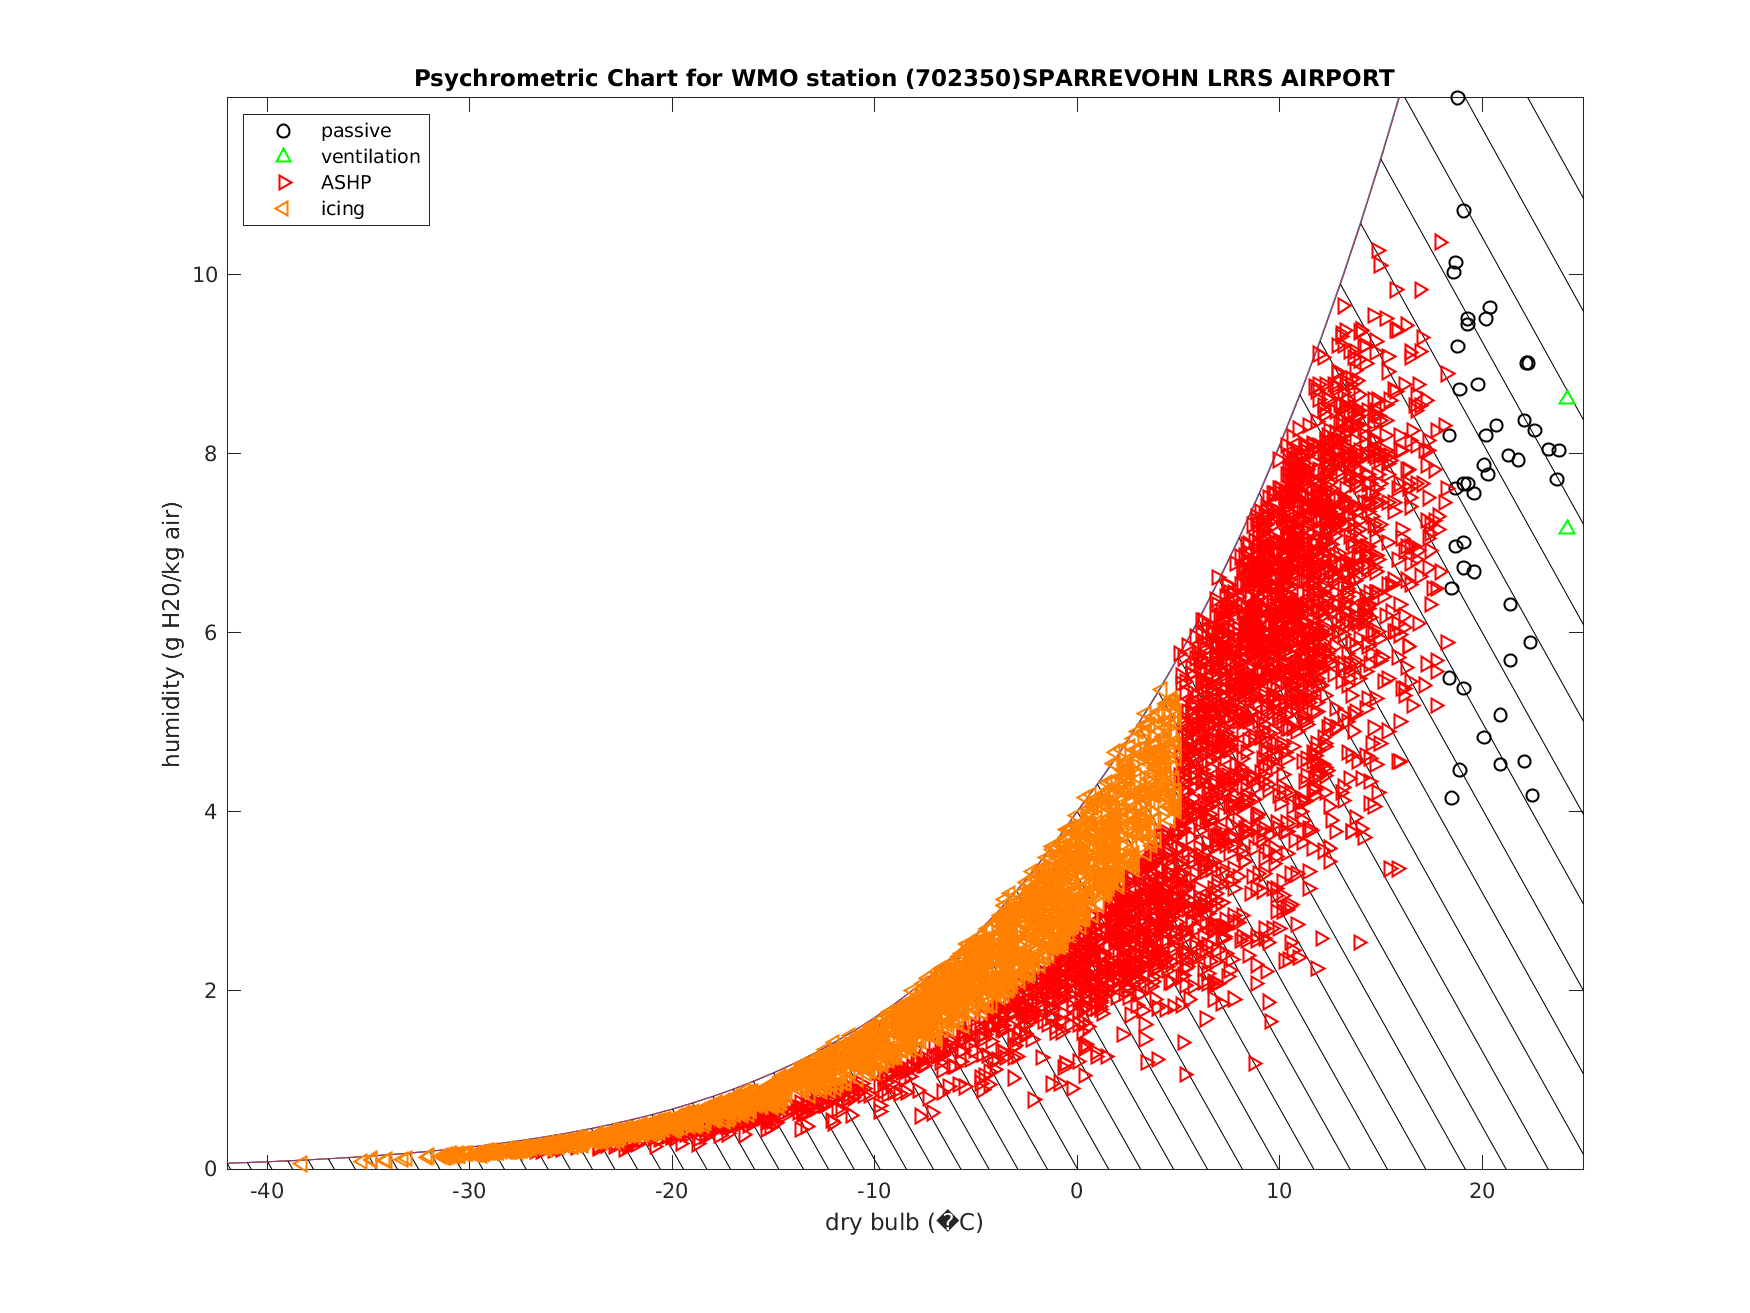 Psychrometric Chart for WMO station (702350)SPARREVOHN LRRS AIRPORT
passive
ventilation
ASHP
icing
humidity (g H20/kg air)
10
8
6
4
2
0
-40 -30 -20 -10 0 10 20
dry bulb (�C)